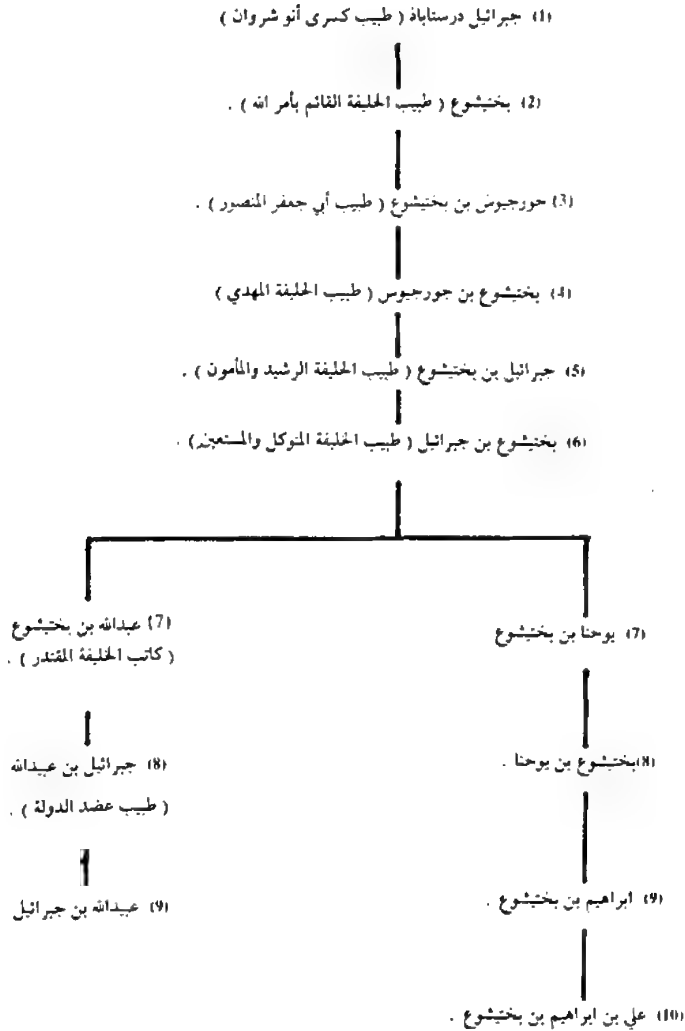 (1) جبرائيل درستاباذ ( طبيب كسرى أنو شروان )
(2) بختيشوع ( طبيب الخليفة القائم بأمر الله ) .
(3) جورجيوس بن بختيشوع ( طبيب أبي جعفر المنصور ) .
(4) بختيشوع بن جورجيوس ( طبيب الخليفة المهدي )
(5) جبرائيل بن بختيشوع ( طبيب الخليفة الرشيد والمأمون ) .
(6) بختيشوع بن جبرائيل ( طبيب الخليفة المتوكل والمستعين) .
(7) يوحنا بن بختيشوع
(8)بختيشوع بن يوحنا .
(9) ابراهيم بن بختيشوع .
(10) علي بن ابراهيم بن بختيشوع .
(7) عبدالله بن بختيشوع
( كاتب الخليفة المقتدر ) .
(8) جبرائيل بن عبيدالله
( طبيب عضد الدولة ) .
(9) عبيدالله بن جبرائيل